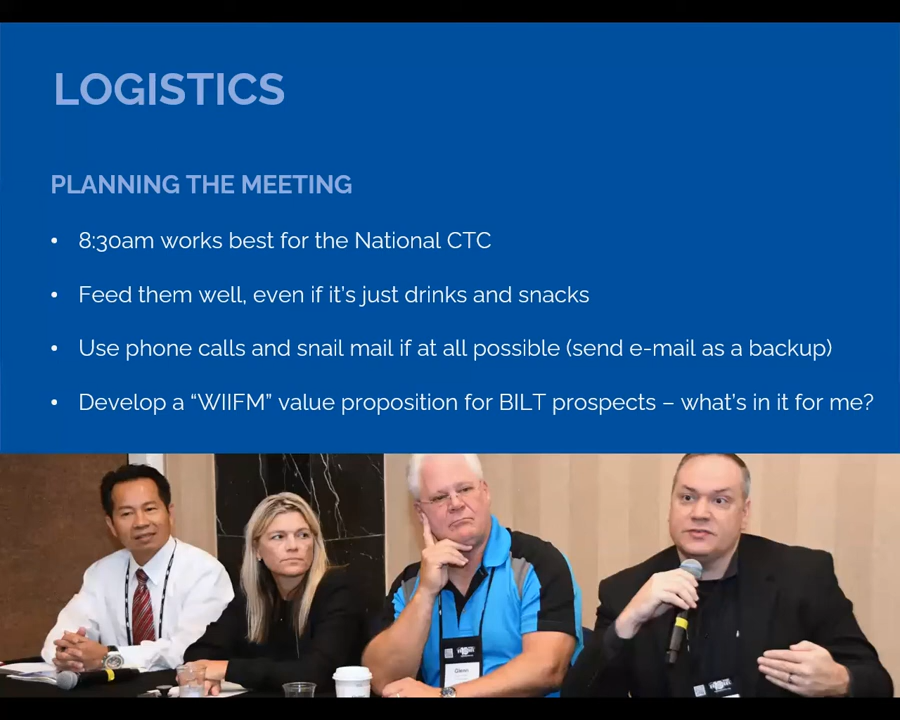 LOGISTICS
PLANNING THE MEETING
• 8:30am works best for the National CTC
• Feed them well, even if it’s just drinks and snacks
• Use phone calls and snail mail if at all possible (send e-mail as a backup)
• Develop a “WIIFM” value proposition for BILT prospects – what’s in it for me?